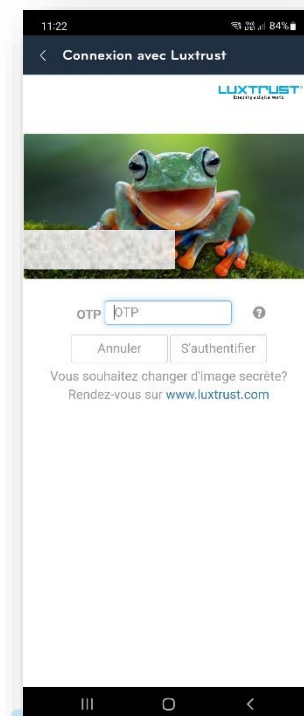 11:22
84%
Connexion avec Luxtrust
LUXTRUST
OTP OTP
Annuler S'authentifier
Vous souhaitez changer d'image secrète?
Rendez-vous sur www.luxtrust.com